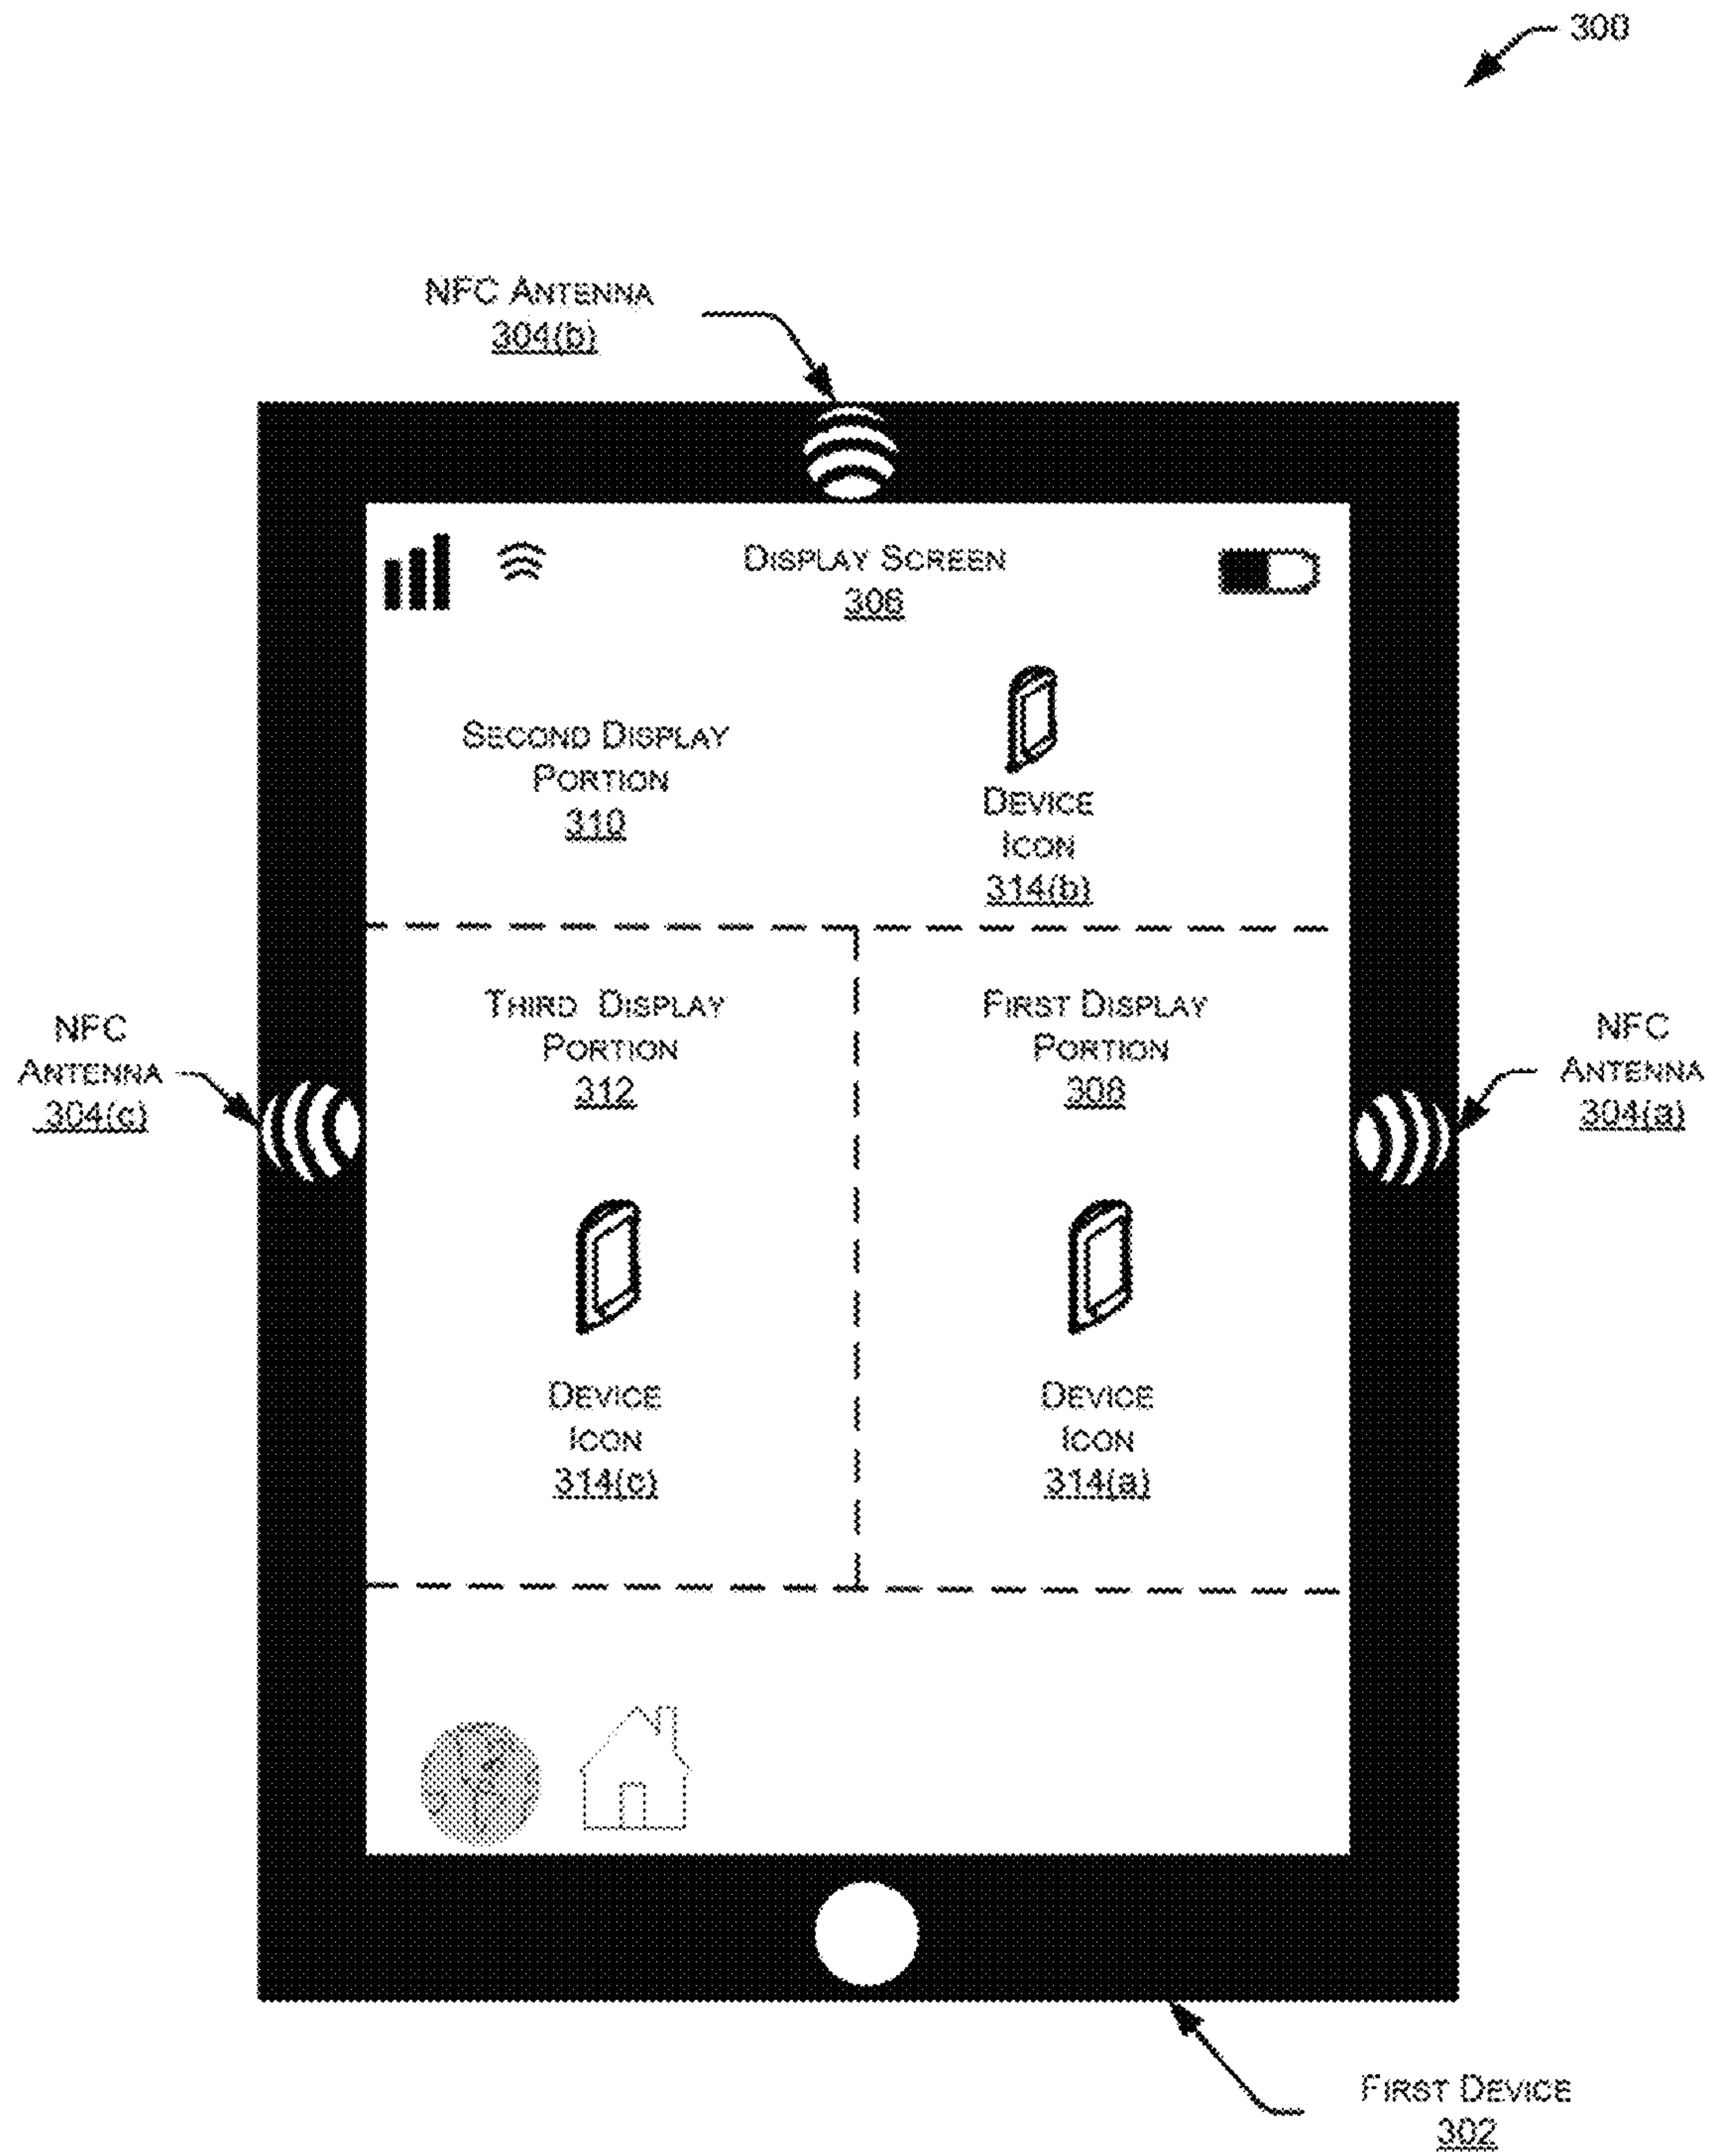 300
NFC ANTENNA
304(b)
DISPLAY SCREEN
306
SECOND DISPLAY
PORTION
310
DEVICE
ICON
314(b)
THIRD DISPLAY
PORTION
312
FIRST DISPLAY
PORTION
308
NFC
ANTENNA
304(c)
NFC
ANTENNA
304(a)
DEVICE
ICON
314(c)
DEVICE
ICON
314(a)
FIRST DEVICE
302